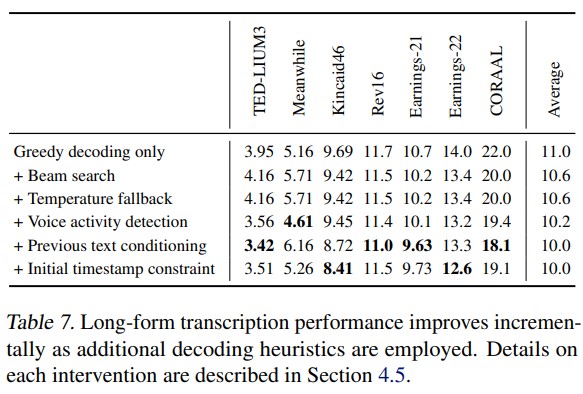 TED-LIUM3 Meanwhile Kincaid46 Rev16 Earnings-21 Earnings-22 CORAAL Average
Greedy decoding only 3.95 5.16 9.69 11.7 10.7 14.0 22.0 11.0
+ Beam search 4.16 5.71 9.42 11.5 10.2 13.4 20.0 10.6
+ Temperature fallback 4.16 5.71 9.42 11.5 10.2 13.4 20.0 10.6
+ Voice activity detection 3.56 4.61 9.45 11.4 10.1 13.2 19.4 10.2
+ Previous text conditioning 3.42 6.16 8.72 11.0 9.63 13.3 18.1 10.0
+ Initial timestamp constraint 3.51 5.26 8.41 11.5 9.73 12.6 19.1 10.0
Table 7. Long-form transcription performance improves incremen-
tally as additional decoding heuristics are employed. Details on
each intervention are described in Section 4.5.